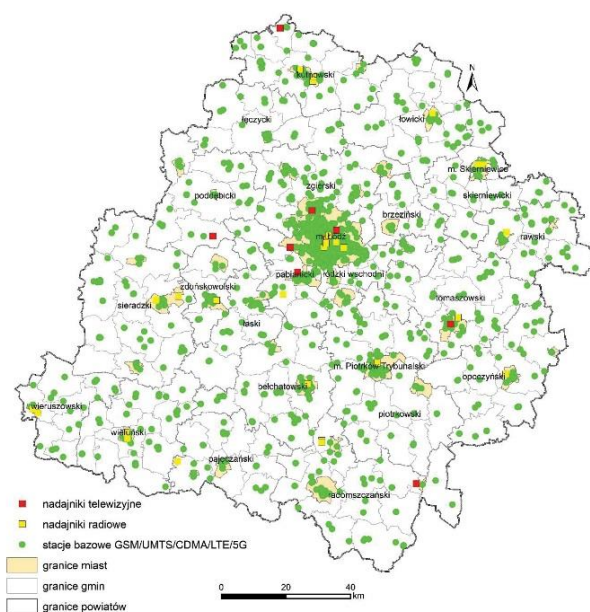 N
kutnowski
łęczycki
łowicki
m. Skierniewice
zgierski
skierniewicki
poddębicki
brzeziński
m. Łódź
rawski
pabianicki
łódzki wschodni
zduńskowolski
sieradzki
tomaszowski
łaski
m. Piotrków Trybunalski
bełchatowski
opoczyński
wieruszowski
piotrkowski
wieluński
pajęczański
radomszczański
nadajniki telewizyjne
nadajniki radiowe
stacje bazowe GSM/UMTS/CDMA/LTE/5G
granice miast
granice gmin
granice powiatów
0 20 40
km